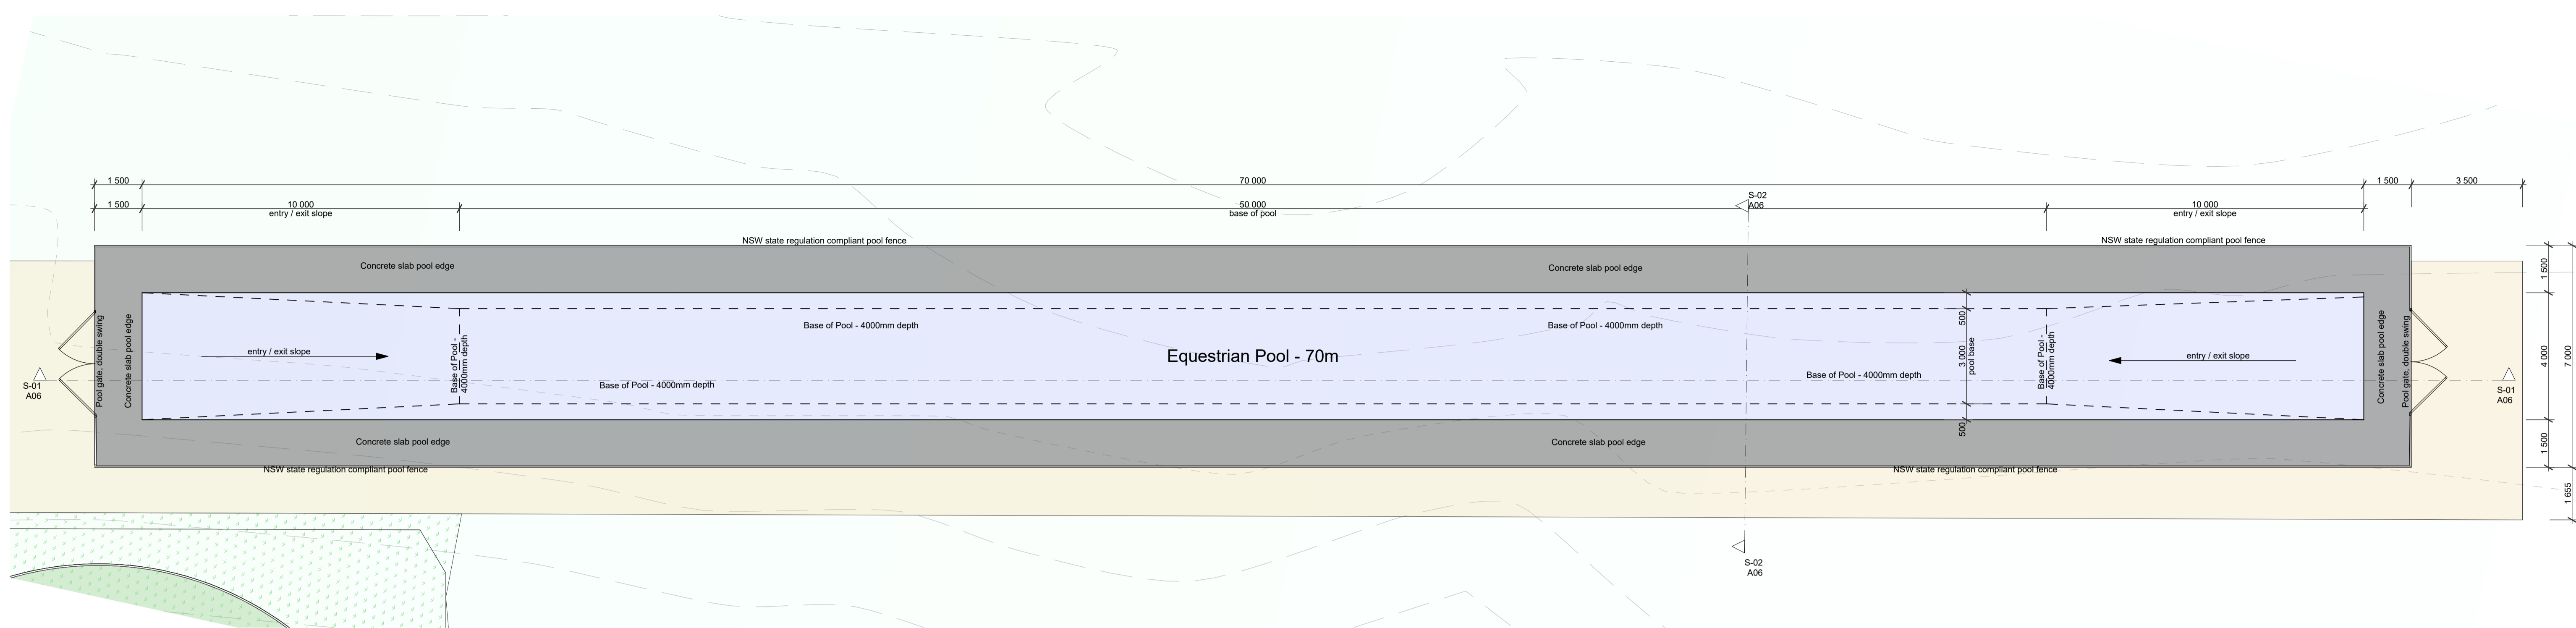 1 500
70 000
1 500
3 500
S-02
A06
1 500
10 000
entry / exit slope
50 000
base of pool
10 000
entry / exit slope
NSW state regulation compliant pool fence
NSW state regulation compliant pool fence
Concrete slab pool edge
Concrete slab pool edge
1 500
Base of Pool - 4000mm depth
Base of Pool - 4000mm depth
500
Pool gate, double swing
Concrete slab pool edge
entry / exit slope
Base of Pool -
4000mm depth
Equestrian Pool - 70m
3 000
pool base
Base of Pool -
4000mm depth
entry / exit slope
Concrete slab pool edge
Pool gate, double swing
4 000
7 000
S-01
A06
Base of Pool - 4000mm depth
Base of Pool - 4000mm depth
S-01
A06
500
Concrete slab pool edge
Concrete slab pool edge
1 500
NSW state regulation compliant pool fence
NSW state regulation compliant pool fence
1 655
S-02
A06